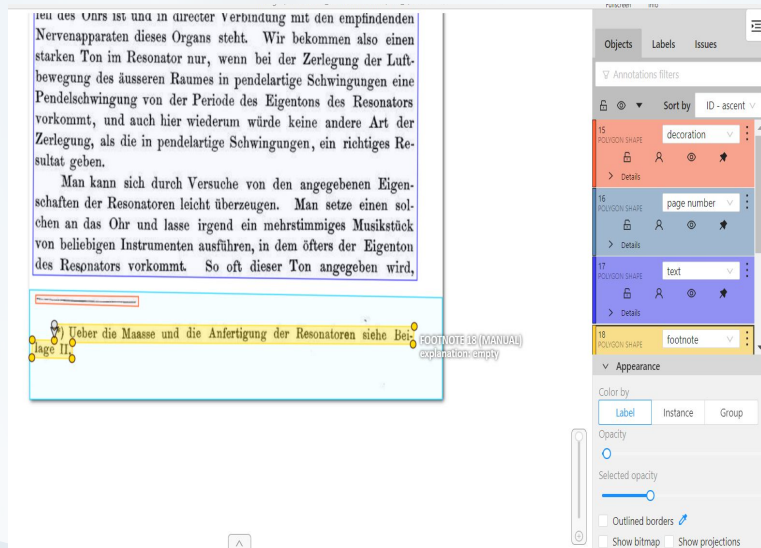 Fullscreen Info
teil des Ohrs ist und in directer Verbindung mit den empfindenden
Nervenapparaten dieses Organs steht. Wir bekommen also einen
starken Ton im Resonator nur, wenn bei der Zerlegung der Luft-
bewegung des äusseren Raumes in pendelartige Schwingungen eine
Pendelschwingung von der Periode des Eigentons des Resonators
vorkommt, und auch hier wiederum würde keine andere Art der
Zerlegung, als die in pendelartige Schwingungen, ein richtiges Re-
sultat geben.
Man kann sich durch Versuche von den angegebenen Eigen-
schaften der Resonatoren leicht überzeugen. Man setze einen sol-
chen an das Ohr und lasse irgend ein mehrstimmiges Musikstück
von beliebigen Instrumenten ausführen, in dem öfters der Eigenton
des Resonators vorkommt. So oft dieser Ton angegeben wird,
) Ueber die Maasse und die Anfertigung der Resonatoren siehe Bei-
lage II.
FOOTNOTE 18 (MANUAL)
explanation: empty
Objects Labels Issues
Annotations filters
Sort by ID - ascent
15 decoration
POLYGON SHAPE
Details
16 page number
POLYGON SHAPE
Details
17 text
POLYGON SHAPE
Details
18 footnote
POLYGON SHAPE
Appearance
Color by
Label Instance Group
Opacity
Selected opacity
Outlined borders
Show bitmap Show projections